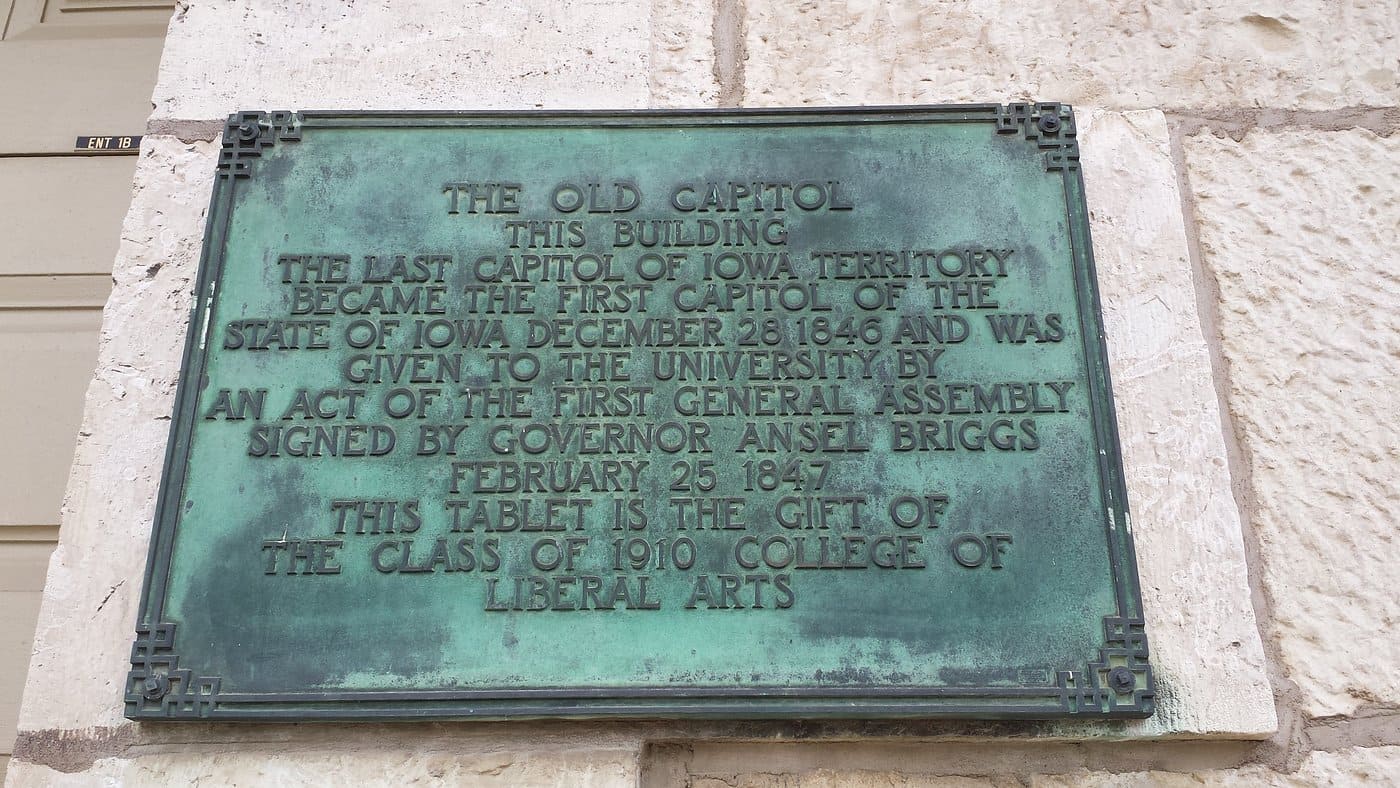 ENT 1B
THE OLD CAPITOL
THIS BUILDING
THE LAST CAPITOL OF IOWA TERRITORY
BECAME THE FIRST CAPITOL OF THE
STATE OF IOWA DECEMBER 28 1846 AND WAS
GIVEN TO THE UNIVERSITY BY
AN ACT OF THE FIRST GENERAL ASSEMBLY
SIGNED BY GOVERNOR ANSEL BRIGGS
FEBRUARY 25 1847
THIS TABLET IS THE GIFT OF
THE CLASS OF 1910 COLLEGE OF
LIBERAL ARTS